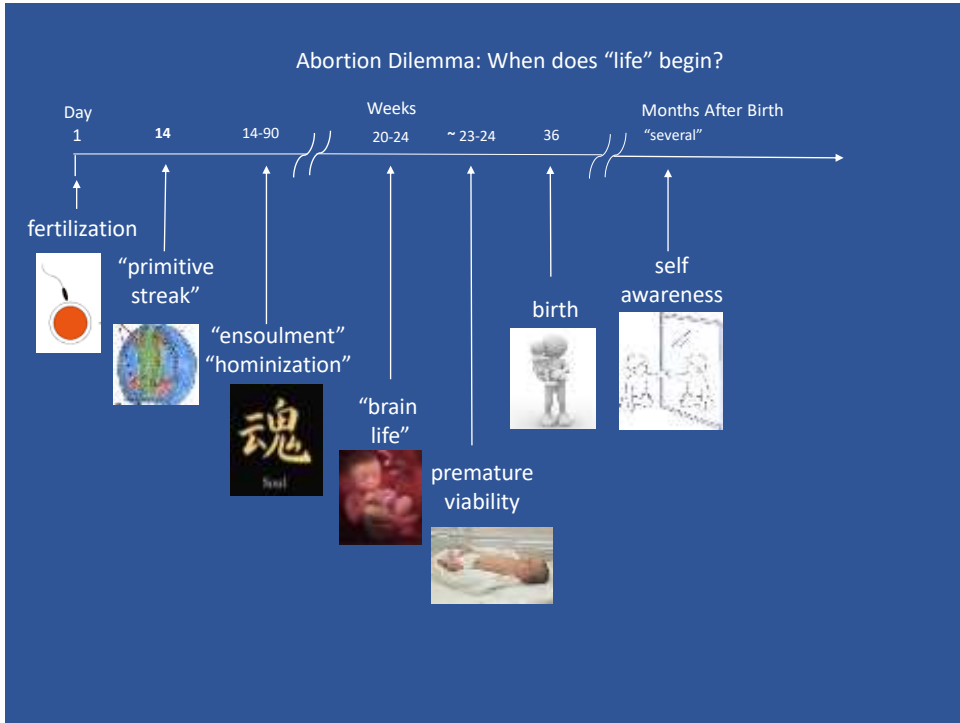 Abortion Dilemma: When does “life” begin?
Day
Weeks
Months After Birth
1
14
14-90
20-24
~ 23-24
36
“several”
fertilization
“primitive
streak”
“ensoulment”
“hominization”
魂
Soul
“brain
life”
premature
viability
birth
self
awareness